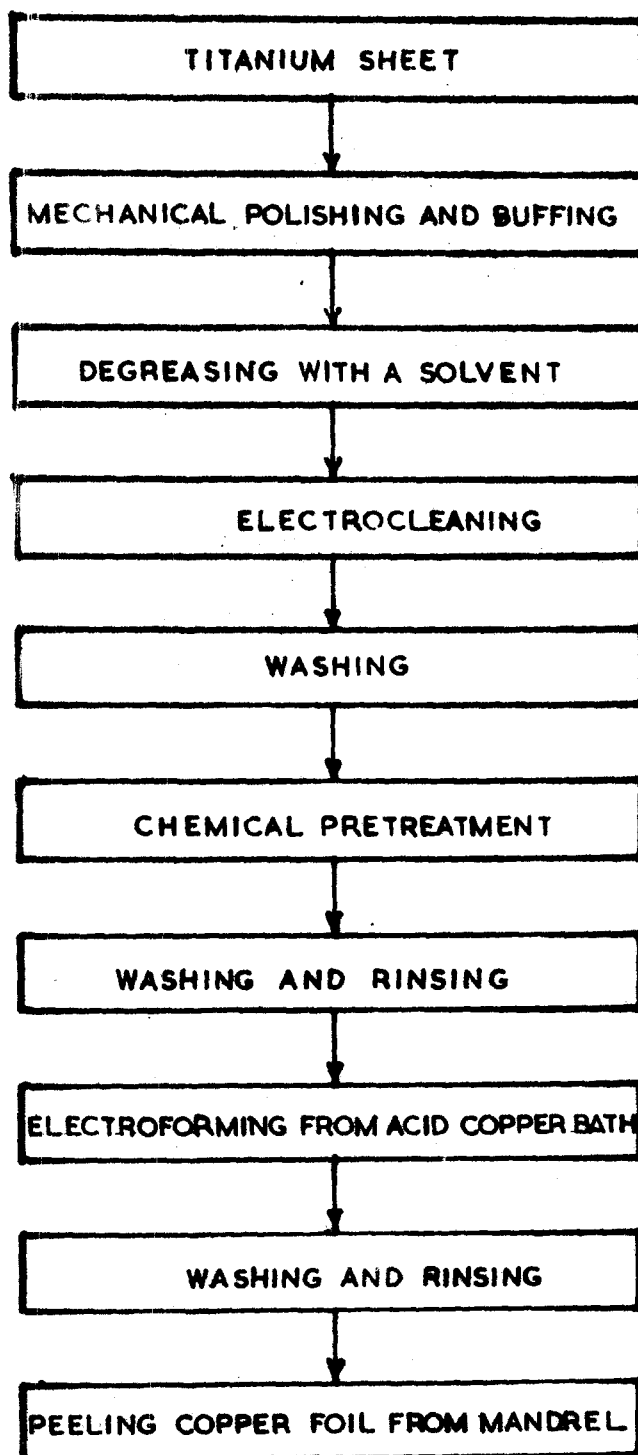 TITANIUM SHEET
MECHANICAL POLISHING AND BUFFING
DEGREASING WITH A SOLVENT
ELECTROCLEANING
WASHING
CHEMICAL PRETREATMENT
WASHING AND RINSING
ELECTROFORMING FROM ACID COPPER BATH
WASHING AND RINSING
PEELING COPPER FOIL FROM MANDREL